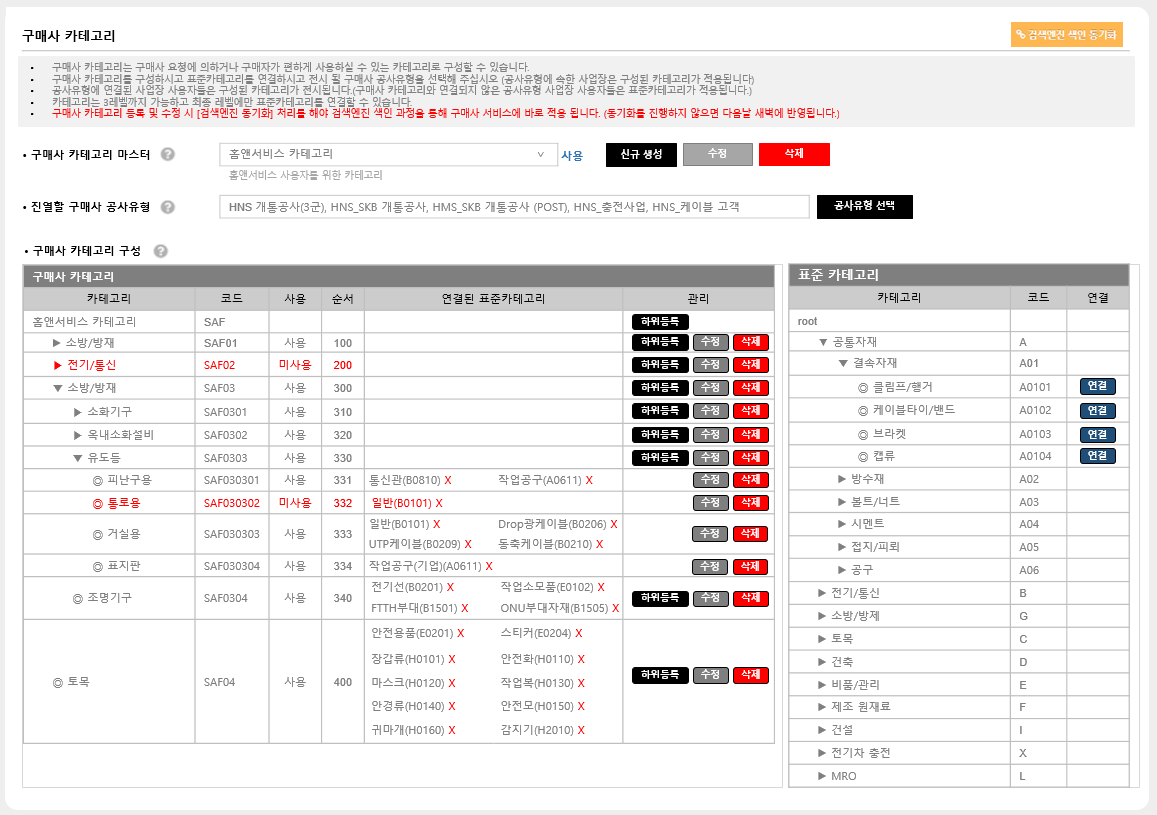 구매사 카테고리
검색엔진 색인 동기화
• 구매사 카테고리는 구매사 요청에 의하거나 구매자가 편하게 사용하실 수 있는 카테고리로 구성할 수 있습니다.
• 구매사 카테고리를 구성하시고 표준카테고리를 연결하시고 전시 될 구매사 공사유형을 선택해 주십시오 (공사유형에 속한 사업장은 구성된 카테고리가 적용됩니다)
• 공사유형에 연결된 사업장 사용자들은 구성된 카테고리가 전시됩니다.(구매사 카테고리와 연결되지 않은 공사유형 사업장 사용자들은 표준카테고리가 적용됩니다.)
• 카테고리는 3레벨까지 가능하고 최종 레벨에만 표준카테고리를 연결할 수 있습니다.
• 구매사 카테고리 등록 및 수정 시 [검색엔진 동기화] 처리를 해야 검색엔진 색인 과정을 통해 구매사 서비스에 바로 적용 됩니다. (동기화를 진행하지 않으면 다음날 새벽에 반영됩니다.)
• 구매사 카테고리 마스터 ? 홈앤서비스 카테고리 ∨ 사용 신규 생성 수정 삭제
홈앤서비스 사용자를 위한 카테고리
• 진열할 구매사 공사유형 ? HNS 개통공사(3군), HNS_SKB 개통공사, HMS_SKB 개통공사 (POST), HNS_충전사업, HNS_케이블 고객 공사유형 선택
• 구매사 카테고리 구성 ?
구매사 카테고리
카테고리 코드 사용 순서 연결된 표준카테고리 관리
홈앤서비스 카테고리 SAF 하위등록
▶ 소방/방재 SAF01 사용 100 하위등록 수정 삭제
▶ 전기/통신 SAF02 미사용 200 하위등록 수정 삭제
▼ 소방/방재 SAF03 사용 300 하위등록 수정 삭제
▶ 소화기구 SAF0301 사용 310 하위등록 수정 삭제
▶ 옥내소화설비 SAF0302 사용 320 하위등록 수정 삭제
▼ 유도등 SAF0303 사용 330 하위등록 수정 삭제
◎ 피난구용 SAF030301 사용 331 통신관(B0810) X 작업공구(A0611) X 수정 삭제
◎ 통로용 SAF030302 미사용 332 일반(B0101) X 수정 삭제
◎ 거실용 SAF030303 사용 333 일반(B0101) X Drop광케이블(B0206) X 수정 삭제
UTP케이블(B0209) X 동축케이블(B0210) X
◎ 표지판 SAF030304 사용 334 작업공구(기업)(A0611) X 수정 삭제
◎ 조명기구 SAF0304 사용 340 전기선(B0201) X 작업소모품(E0102) X 하위등록 수정 삭제
FTTH부대(B1501) X ONU부대자재(B1505) X
◎ 토목 SAF04 사용 400 안전용품(E0201) X 스티커(E0204) X 하위등록 수정 삭제
장갑류(H0101) X 안전화(H0110) X
마스크(H0120) X 작업복(H0130) X
안경류(H0140) X 안전모(H0150) X
귀마개(H0160) X 감지기(H2010) X
표준 카테고리
카테고리 코드 연결
root
▼ 공통자재 A
▼ 결속자재 A01
◎ 클림프/행거 A0101 연결
◎ 케이블타이/밴드 A0102 연결
◎ 브라켓 A0103 연결
◎ 캡류 A0104 연결
▶ 방수재 A02
▶ 볼트/너트 A03
▶ 시멘트 A04
▶ 접지/피뢰 A05
▶ 공구 A06
▶ 전기/통신 B
▶ 소방/방제 G
▶ 토목 C
▶ 건축 D
▶ 비품/관리 E
▶ 제조 원재료 F
▶ 건설 I
▶ 전기차 충전 X
▶ MRO L